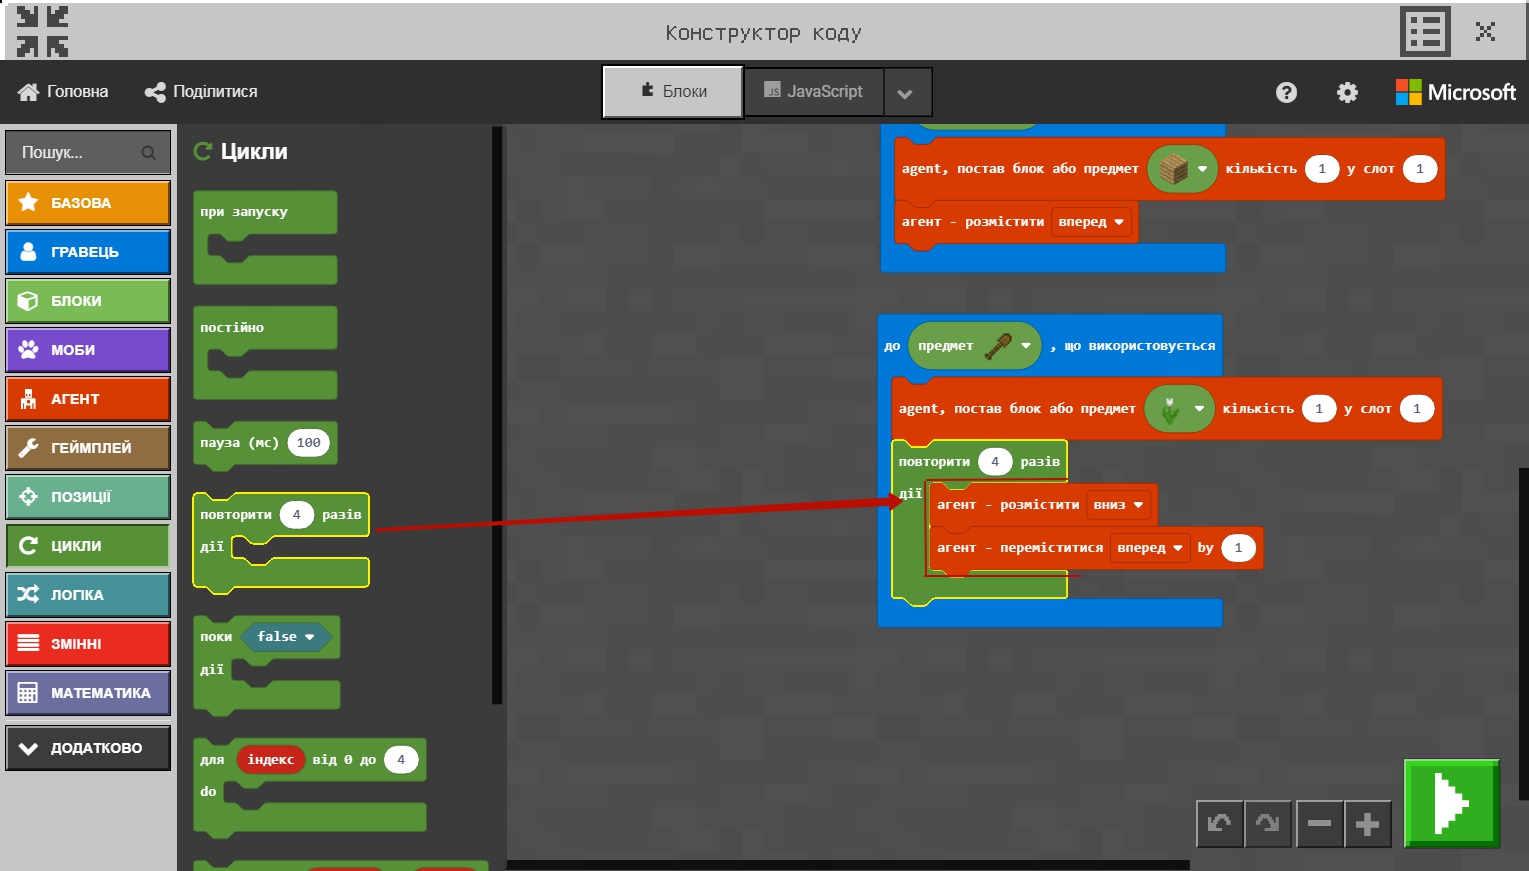 Конструктор коду
Головна
Поділитися
Блоки
JS JavaScript
Microsoft
Пошук...
БАЗОВА
ГРАВЕЦЬ
БЛОКИ
МОБИ
АГЕНТ
ГЕЙМПЛЕЙ
ПОЗИЦІЇ
ЦИКЛИ
ЛОГІКА
ЗМІННІ
МАТЕМАТИКА
ДОДАТКОВО
Цикли
при запуску
постійно
пауза (мс) 100
повторити 4 разів
дії
поки false
дії
для індекс від 0 до 4
do
agent, постав блок або предмет кількість 1 у слот 1
агент - розмістити вперед
до предмет , що використовується
agent, постав блок або предмет кількість 1 у слот 1
повторити 4 разів
дії
агент - розмістити вниз
агент - переміститися вперед by 1